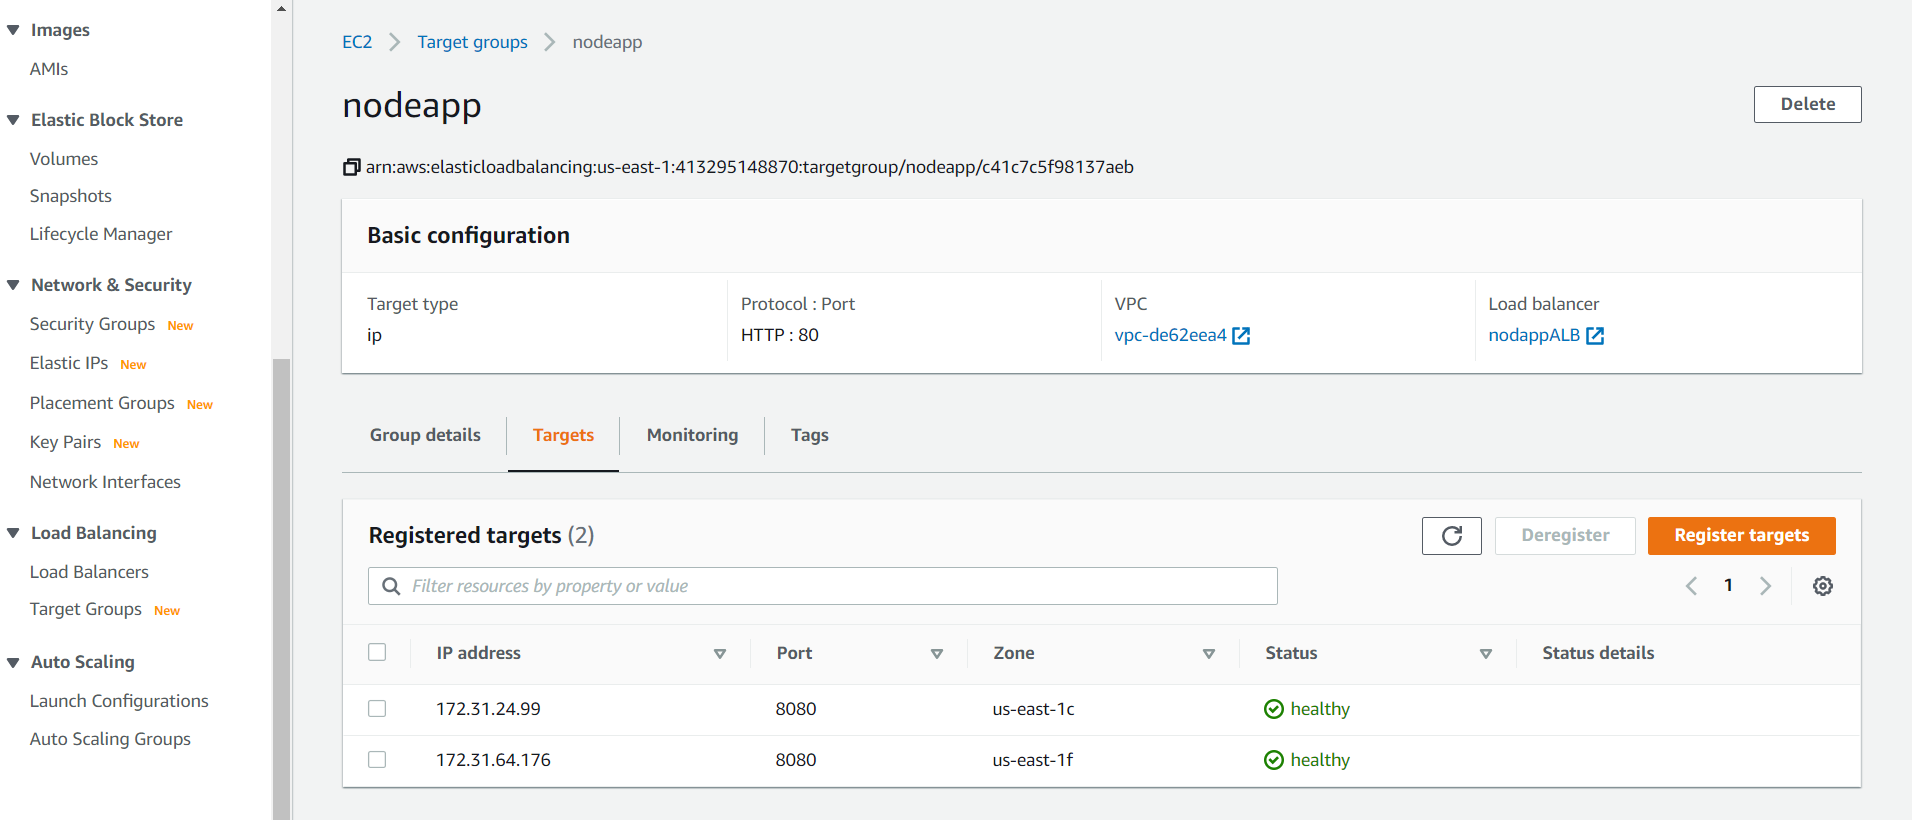 Images
AMIs
Elastic Block Store
Volumes
Snapshots
Lifecycle Manager
Network & Security
Security Groups New
Elastic IPs New
Placement Groups New
Key Pairs New
Network Interfaces
Load Balancing
Load Balancers
Target Groups New
Auto Scaling
Launch Configurations
Auto Scaling Groups
EC2 Target groups nodeapp
nodeapp
Delete
arn:aws:elasticloadbalancing:us-east-1:413295148870:targetgroup/nodeapp/c41c7c5f98137aeb
Basic configuration
Target type Protocol : Port VPC Load balancer
ip HTTP : 80 vpc-de62eea4 nodappALB
Group details Targets Monitoring Tags
Registered targets (2) Deregister Register targets
Filter resources by property or value 1
IP address Port Zone Status Status details
172.31.24.99 8080 us-east-1c healthy
172.31.64.176 8080 us-east-1f healthy